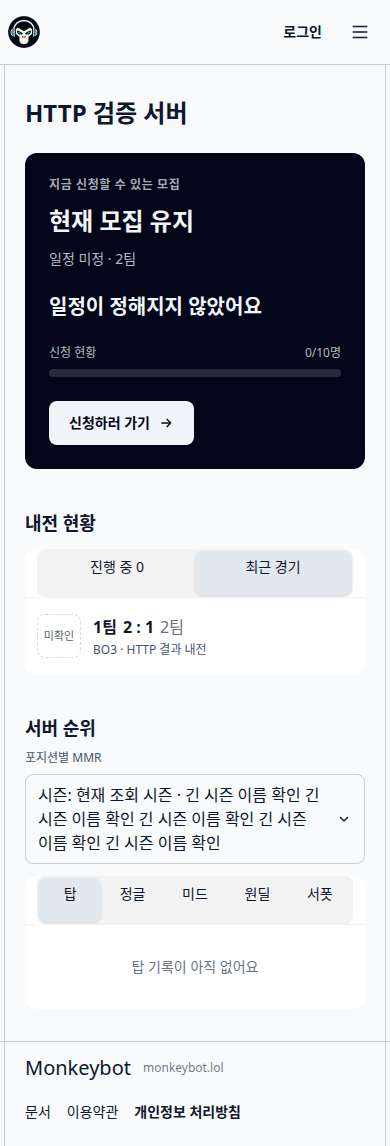 로그인
HTTP 검증 서버
지금 신청할 수 있는 모집
현재 모집 유지
일정 미정 · 2팀
일정이 정해지지 않았어요
신청 현황 0/10명
신청하러 가기 →
내전 현황
진행 중 0 최근 경기
미확인
1팀 2 : 1 2팀
BO3 · HTTP 결과 내전
서버 순위
포지션별 MMR
시즌: 현재 조회 시즌 · 긴 시즌 이름 확인 긴
시즌 이름 확인 긴 시즌 이름 확인 긴 시즌
이름 확인 긴 시즌 이름 확인
탑 정글 미드 원딜 서폿
탑 기록이 아직 없어요
Monkeybot monkeybot.lol
문서 이용약관 개인정보 처리방침